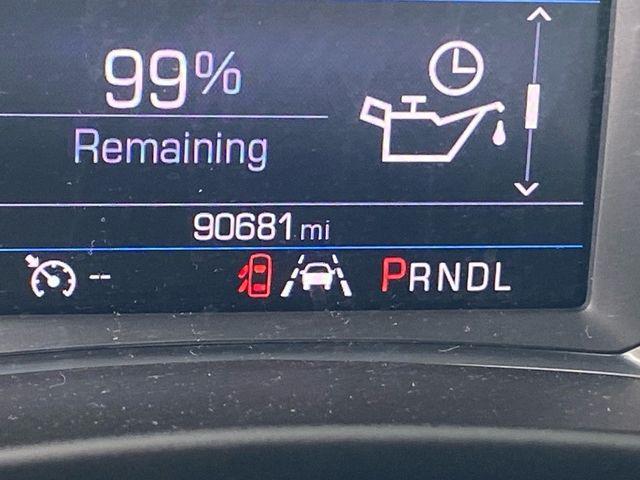 99%
Remaining
90681 mi
-- PRNDL